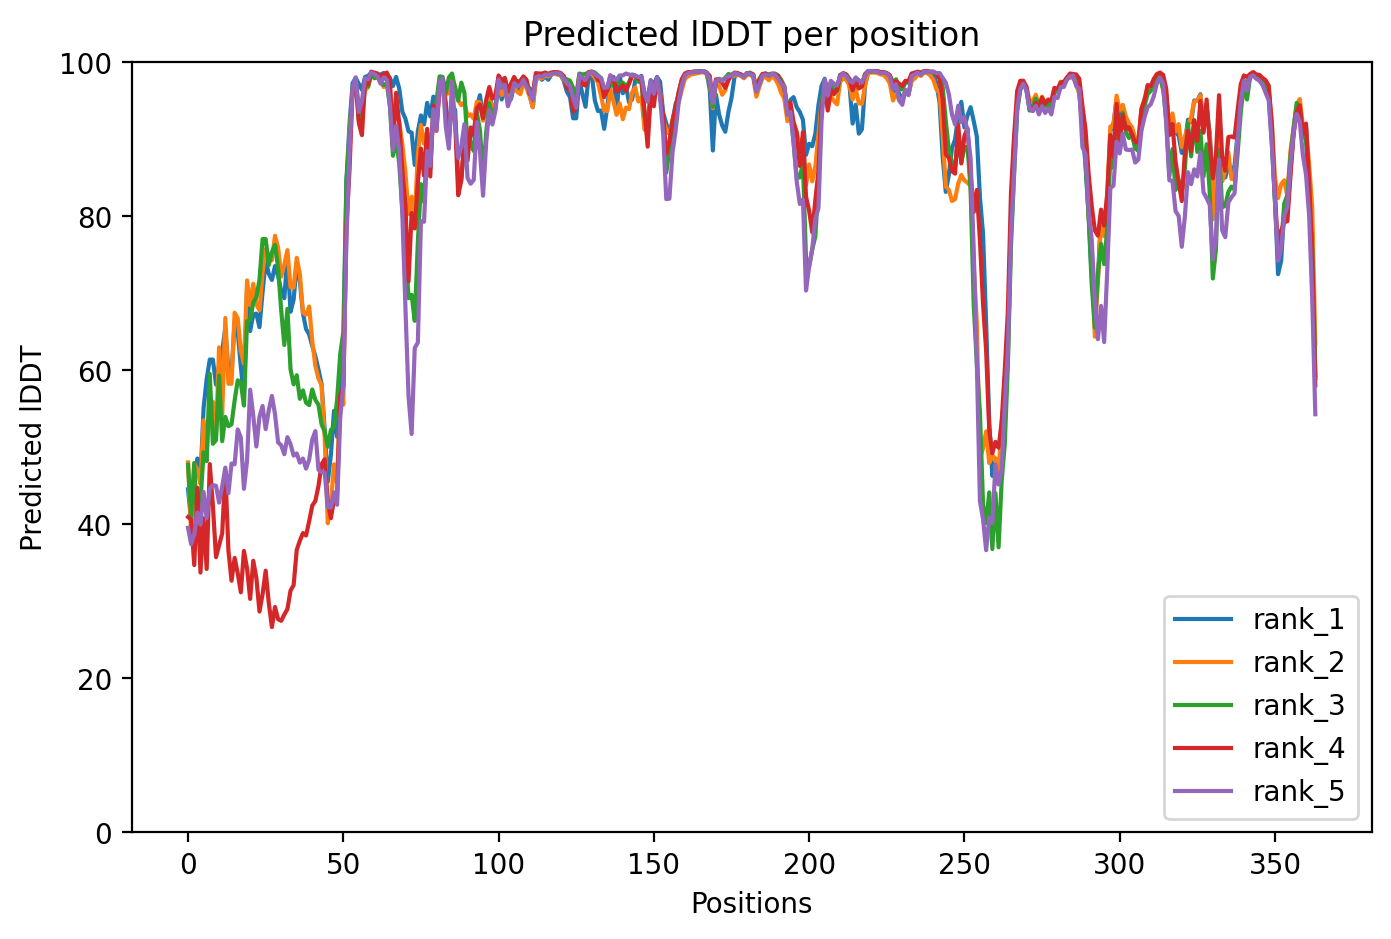 Predicted lDDT per position
100
80
60
40
20
0
Predicted lDDT
0 50 100 150 200 250 300 350
Positions
rank_1
rank_2
rank_3
rank_4
rank_5